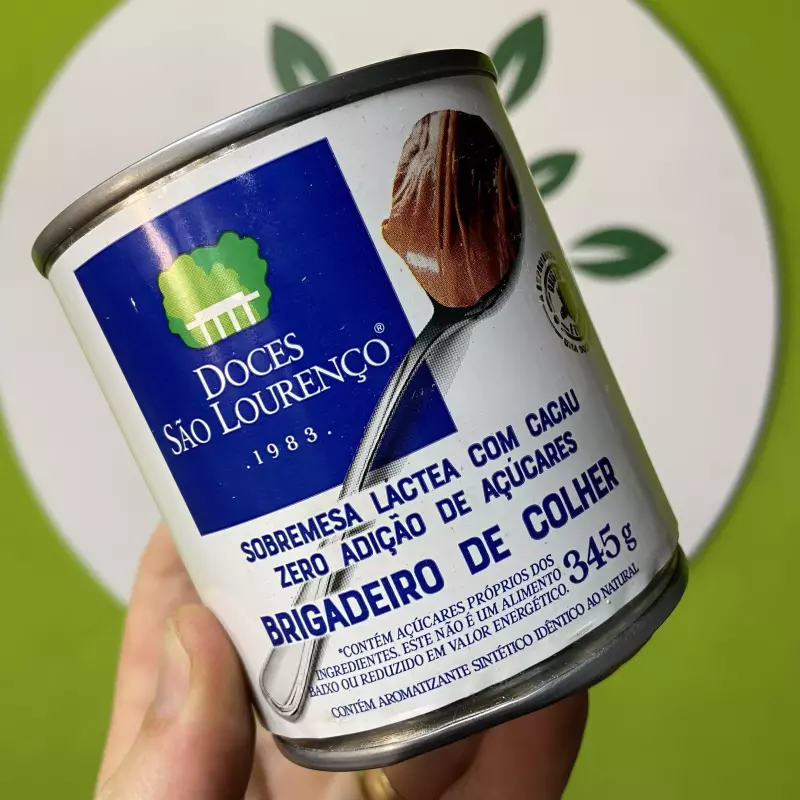 DOCES
SÃO LOURENÇO®
.1983.
SOBREMESA LÁCTEA COM CACAU
ZERO ADIÇÃO DE AÇÚCARES
BRIGADEIRO DE COLHER
*CONTÉM AÇÚCARES PRÓPRIOS DOS
INGREDIENTES. ESTE NÃO É UM ALIMENTO
BAIXO OU REDUZIDO EM VALOR ENERGÉTICO.
345g
CONTÉM AROMATIZANTE SINTÉTICO IDÊNTICO AO NATURAL